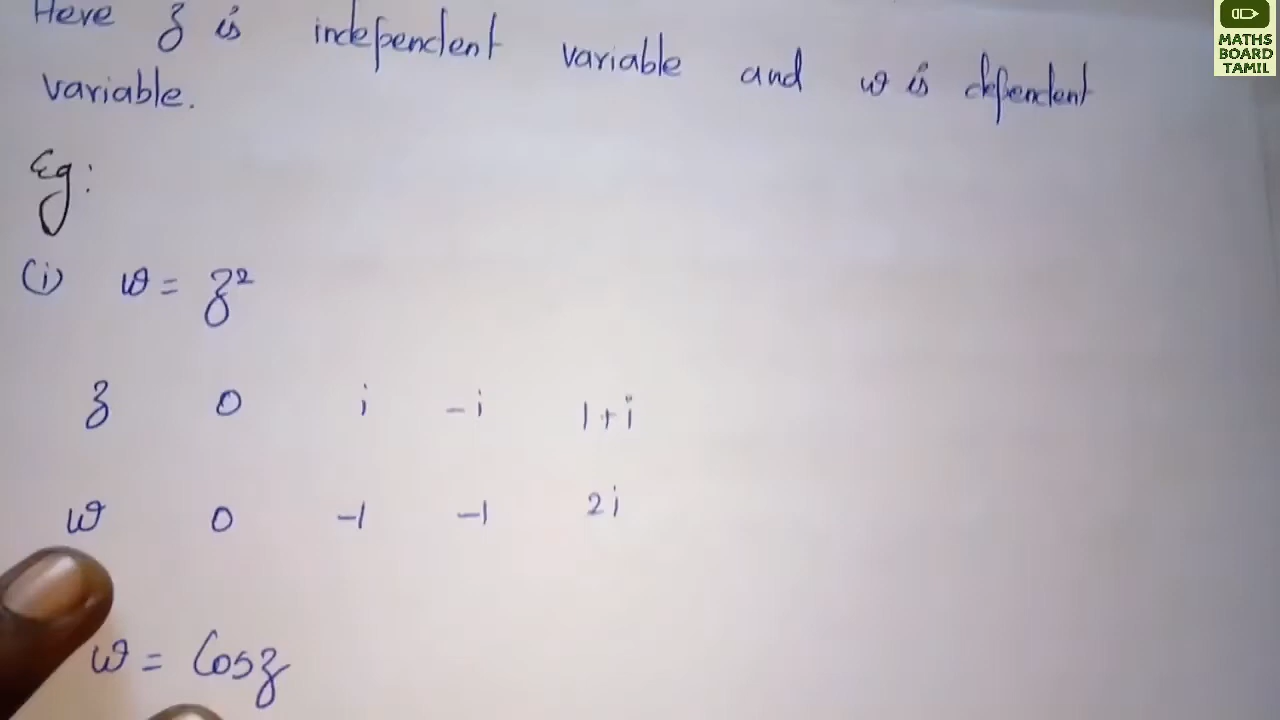 Here z is independent variable and w is dependent
variable.
Eg:
(i) w = z²
z 0 i -i 1+i
w 0 -1 -1 2i
w = Cosz
MATHS
BOARD
TAMIL